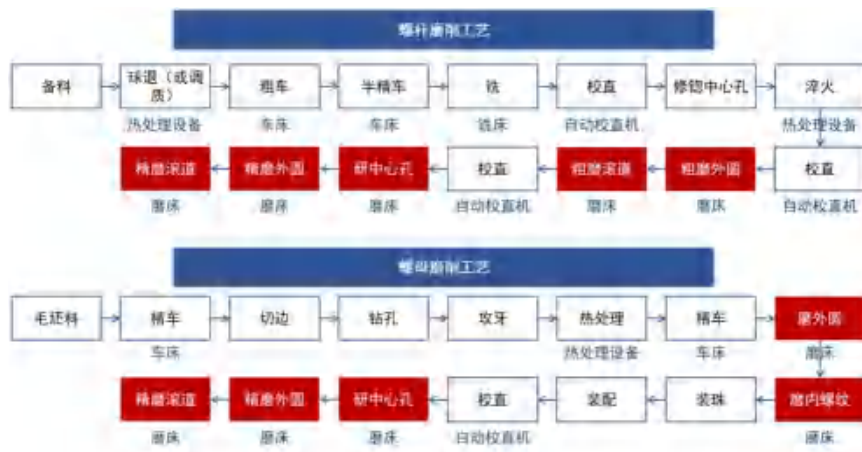 螺杆磨削工艺
备料
球退（或调
质）
粗车
半精车
铣
校直
修锪中心孔
淬火
热处理设备
车床
车床
铣床
自动校直机
热处理设备
精磨滚道
精磨外圆
研中心孔
校直
粗磨滚道
粗磨外圆
校直
磨床
磨床
磨床
自动校直机
磨床
磨床
自动校直机
螺母磨削工艺
毛坯料
精车
切边
钻孔
攻牙
热处理
精车
磨外圆
车床
热处理设备
车床
磨床
精磨滚道
精磨外圆
研中心孔
校直
装配
装珠
磨内螺纹
磨床
磨床
磨床
自动校直机
磨床